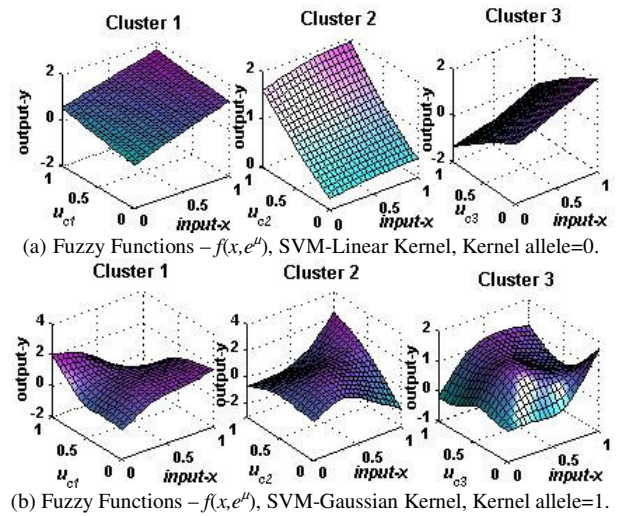 Cluster 1
Cluster 2
Cluster 3
output-y
2
0
-2
1
0.5
0
u_c1
0
0.5
1
input-x
output-y
2
1
0
1
0.5
0
u_c2
0
0.5
1
input-x
output-y
2
0
-2
1
0.5
0
u_c3
0
0.5
1
input-x
(a) Fuzzy Functions – f(x,e^μ), SVM-Linear Kernel, Kernel allele=0.
Cluster 1
Cluster 2
Cluster 3
output-y
4
2
0
-2
1
0.5
0
u_c1
0
0.5
1
input-x
output-y
4
2
0
-2
1
0.5
0
u_c2
0
0.5
1
input-x
output-y
2
1
0
-1
1
0.5
0
u_c3
0
0.5
1
input-x
(b) Fuzzy Functions – f(x,e^μ), SVM-Gaussian Kernel, Kernel allele=1.